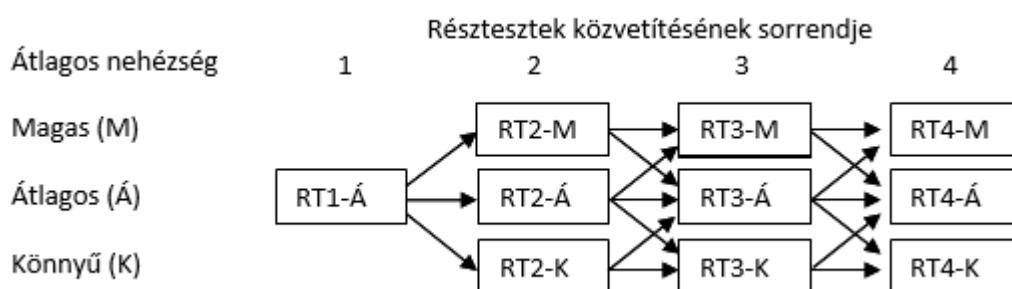 Résztesztek közvetítésének sorrendje
Átlagos nehézség 1 2 3 4
Magas (M) RT2-M RT3-M RT4-M
Átlagos (Á) RT1-Á RT2-Á RT3-Á RT4-Á
Könnyű (K) RT2-K RT3-K RT4-K